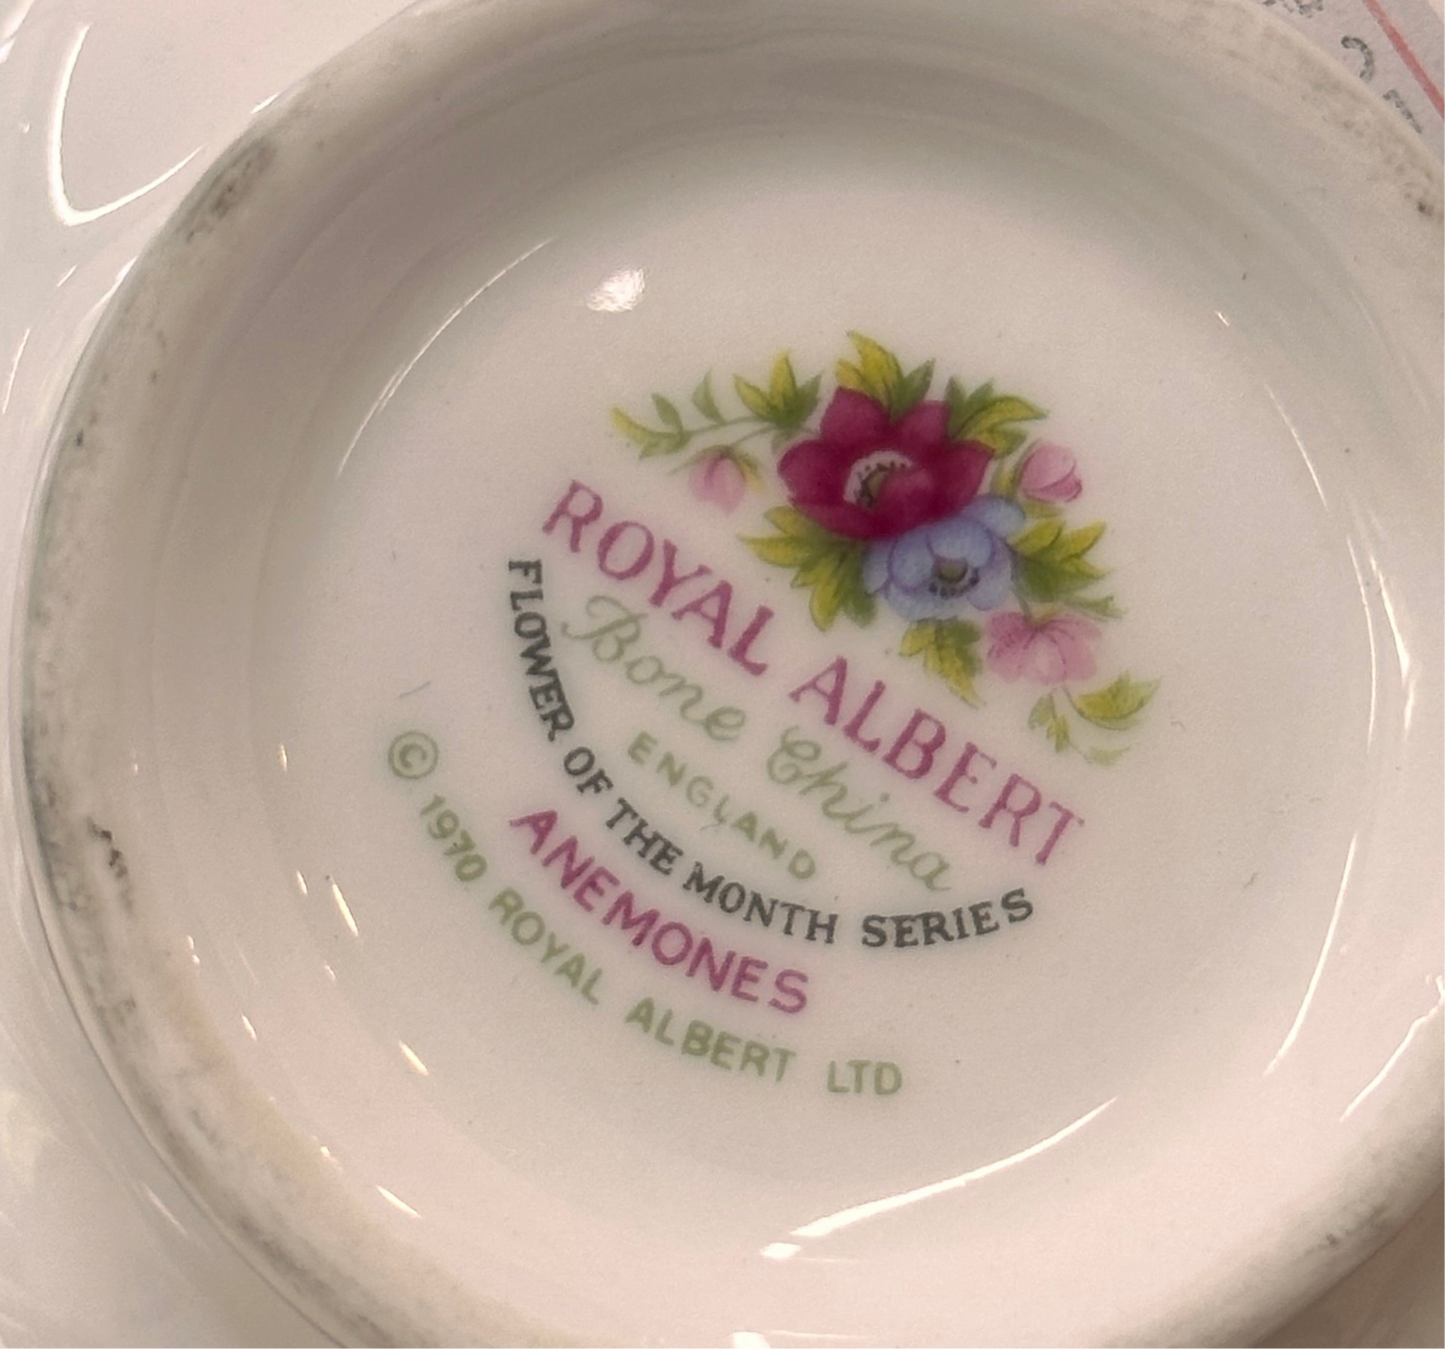 ROYAL ALBERT
Bone China
ENGLAND
FLOWER OF THE MONTH SERIES
ANEMONES
© 1970 ROYAL ALBERT LTD